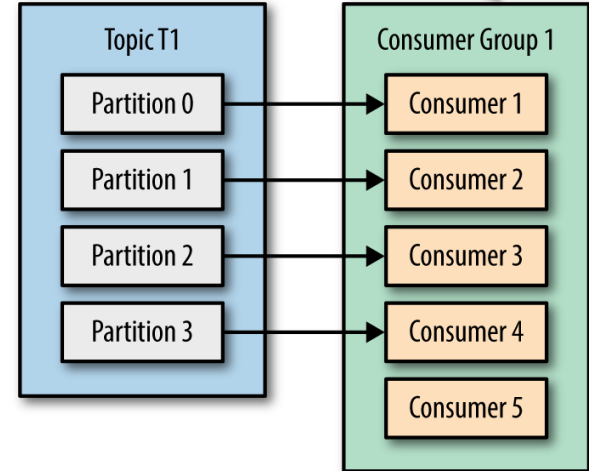 Topic T1
Partition 0
Partition 1
Partition 2
Partition 3
Consumer Group 1
Consumer 1
Consumer 2
Consumer 3
Consumer 4
Consumer 5